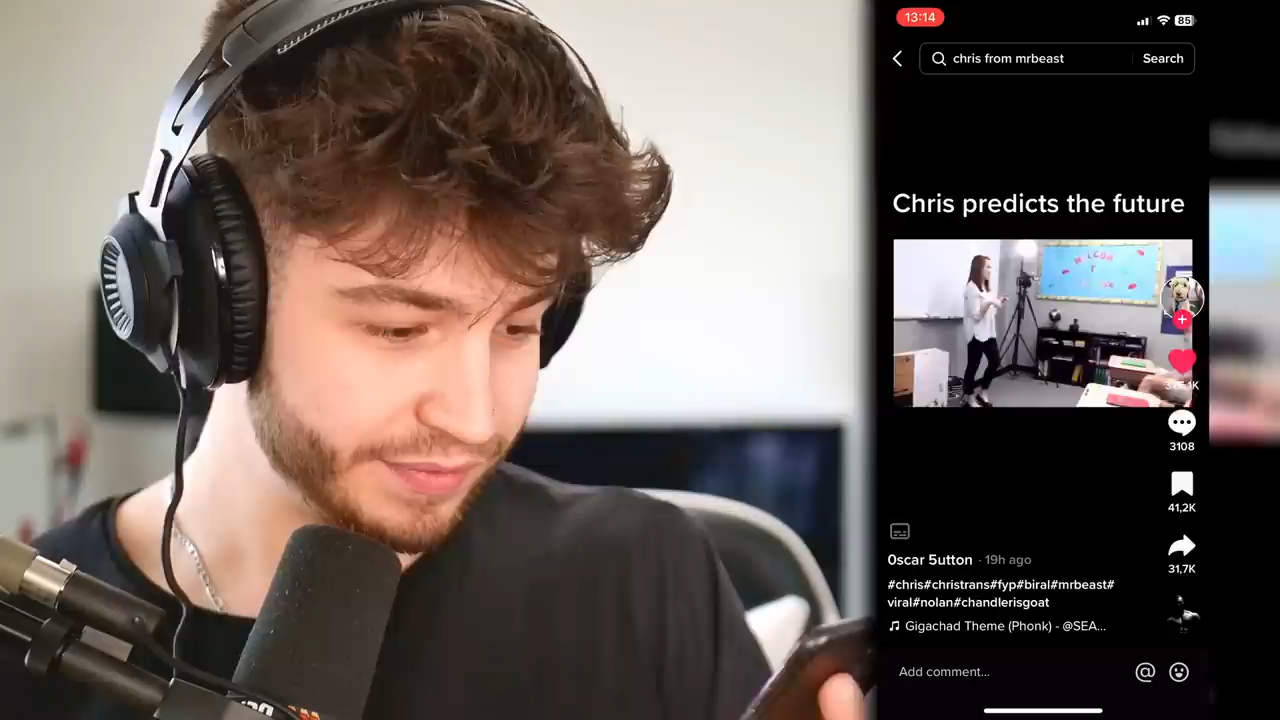 13:14
85
chris from mrbeast
Search
Chris predicts the future
3108
41,2K
31,7K
0scar 5utton · 19h ago
#chris#christrans#fyp#biral#mrbeast#
viral#nolan#chandlerisgoat
Gigachad Theme (Phonk) - @SEA...
Add comment...